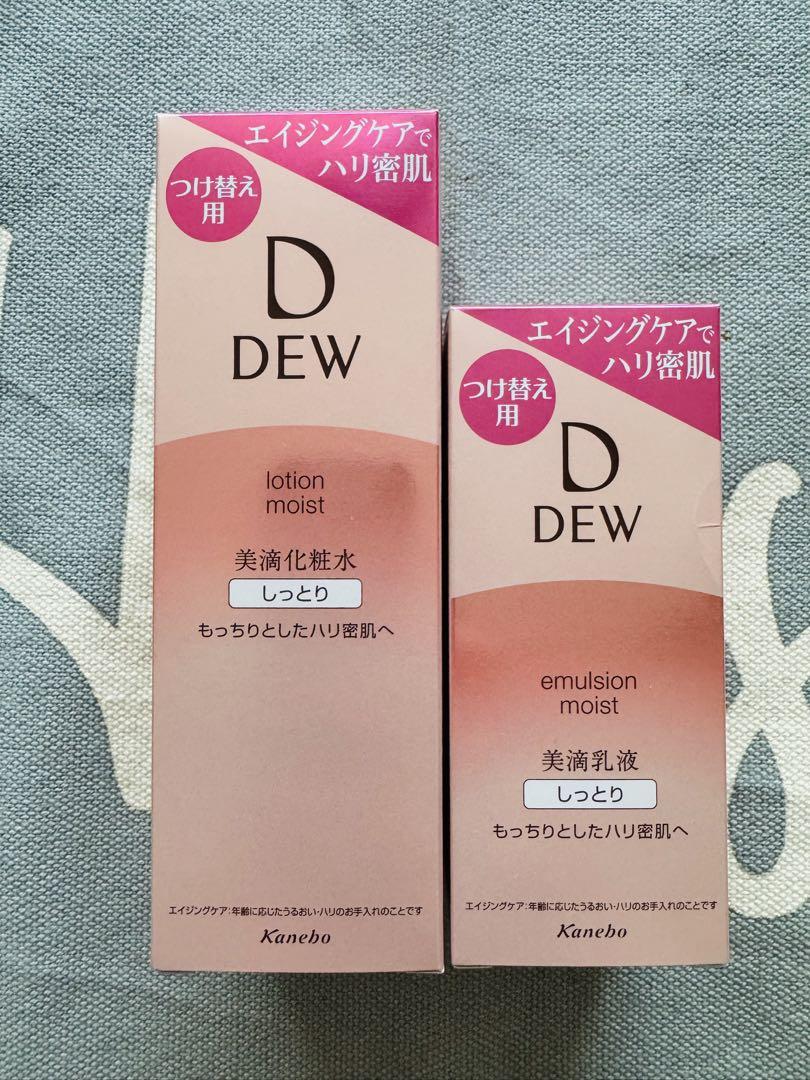 エイジングケアで
ハリ密肌
つけ替え
用
D
DEW
lotion
moist
美滴化粧水
しっとり
もっちりとしたハリ密肌へ
エイジングケア:年齢に応じたうるおい・ハリのお手入れのことです
Kanebo
エイジングケアで
ハリ密肌
つけ替え
用
D
DEW
emulsion
moist
美滴乳液
しっとり
もっちりとしたハリ密肌へ
エイジングケア:年齢に応じたうるおい・ハリのお手入れのことです
Kanebo